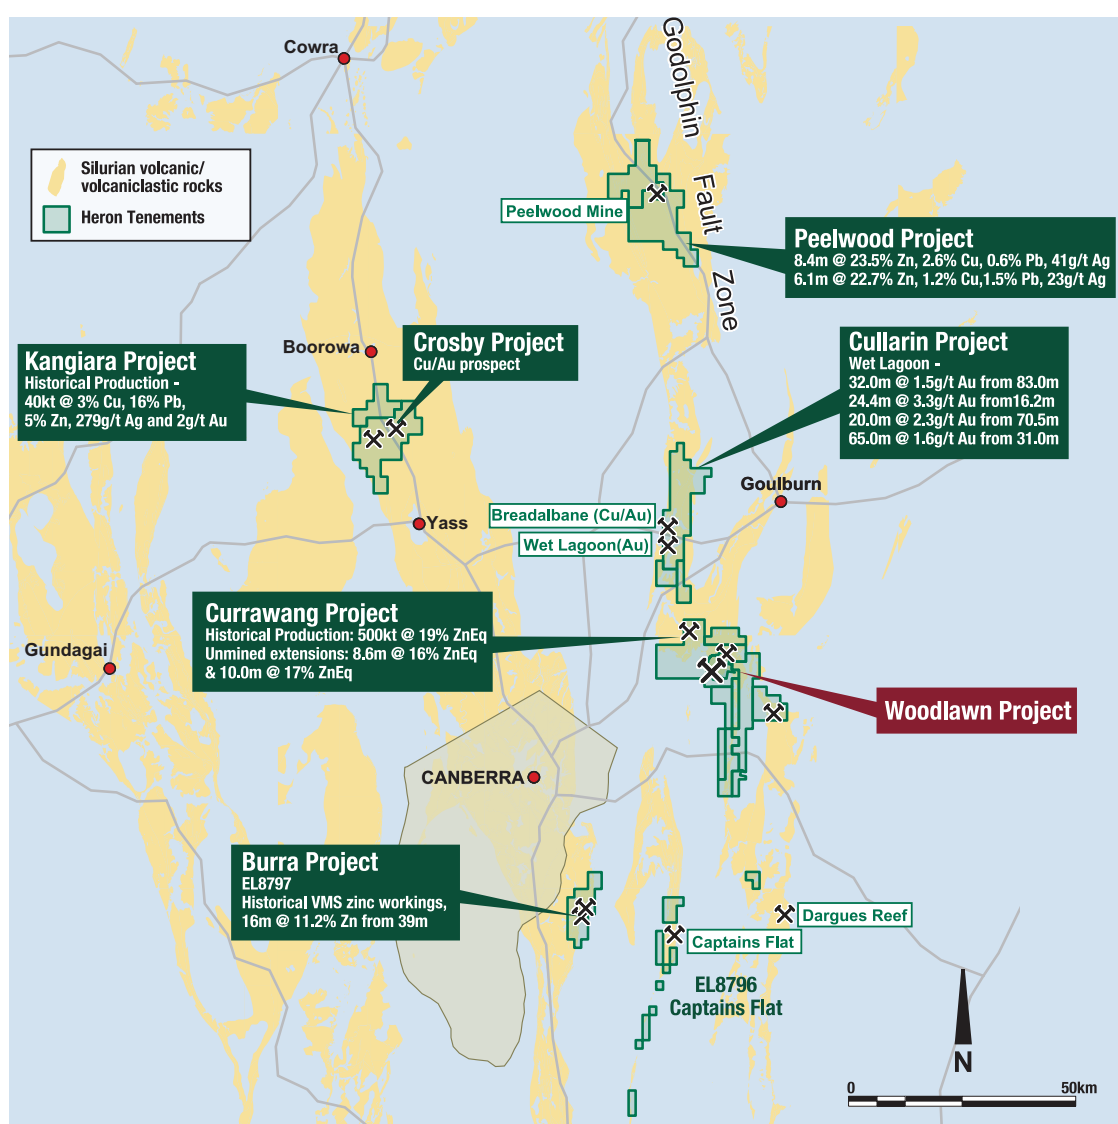 Cowra
Godolphin
Fault
Zone
Silurian volcanic/
volcaniclastic rocks
Heron Tenements
Peelwood Mine
Peelwood Project
8.4m @ 23.5% Zn, 2.6% Cu, 0.6% Pb, 41g/t Ag
6.1m @ 22.7% Zn, 1.2% Cu,1.5% Pb, 23g/t Ag
Boorowa
Crosby Project
Cu/Au prospect
Kangiara Project
Historical Production -
40kt @ 3% Cu, 16% Pb,
5% Zn, 279g/t Ag and 2g/t Au
Cullarin Project
Wet Lagoon -
32.0m @ 1.5g/t Au from 83.0m
24.4m @ 3.3g/t Au from16.2m
20.0m @ 2.3g/t Au from 70.5m
65.0m @ 1.6g/t Au from 31.0m
Goulburn
Breadalbane (Cu/Au)
Yass
Wet Lagoon(Au)
Currawang Project
Historical Production: 500kt @ 19% ZnEq
Unmined extensions: 8.6m @ 16% ZnEq
& 10.0m @ 17% ZnEq
Gundagai
Woodlawn Project
CANBERRA
Burra Project
EL8797
Historical VMS zinc workings,
16m @ 11.2% Zn from 39m
Dargues Reef
Captains Flat
EL8796
Captains Flat
N
0 50km